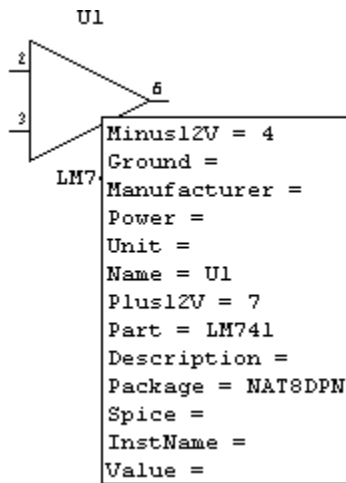 U1
2
6
3
LM7
Minus12V = 4
Ground =
Manufacturer =
Power =
Unit =
Name = U1
Plus12V = 7
Part = LM741
Description =
Package = NAT8DPN
Spice =
InstName =
Value =